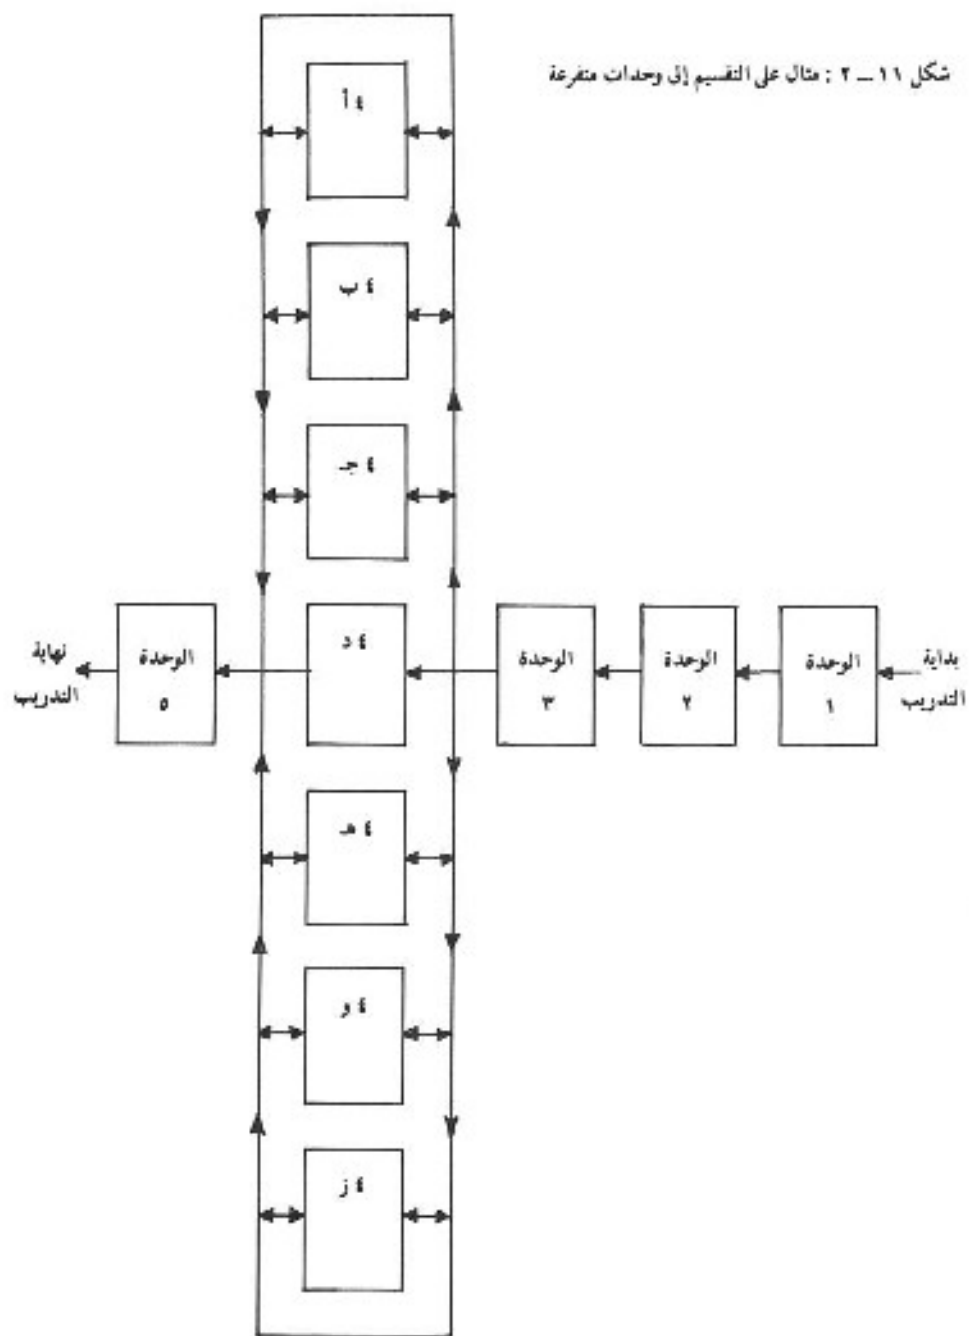 شكل ١١ ـ ٢ : مثال على التقسيم إلى وحدات متفرعة
٤ أ
٤ ب
٤ جـ
بداية
التدريب
الوحدة
١
الوحدة
٢
الوحدة
٣
٤ د
الوحدة
٥
نهاية
التدريب
٤ هـ
٤ و
٤ ز